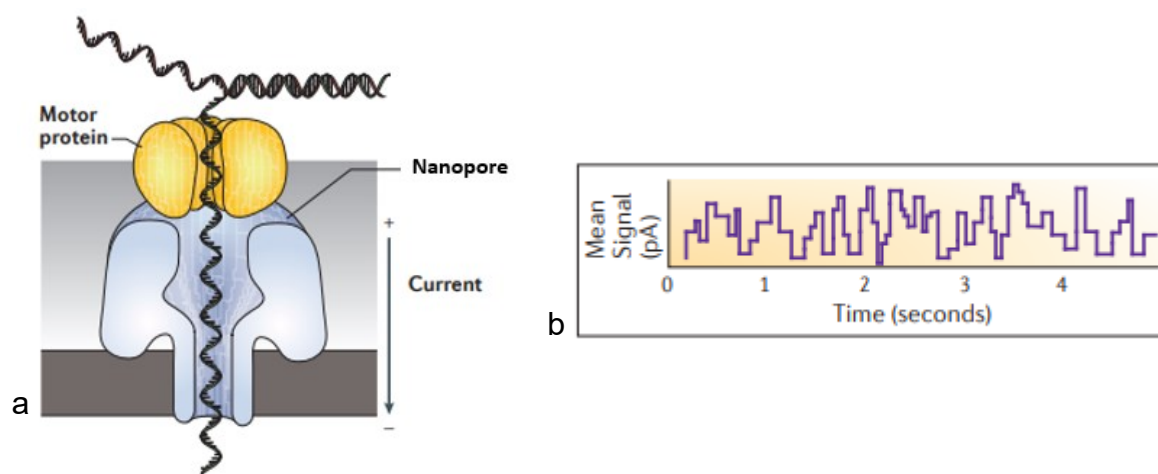 Motor
protein
Nanopore
+
Current
−
a
Mean
Signal
(pA)
0 1 2 3 4
Time (seconds)
b